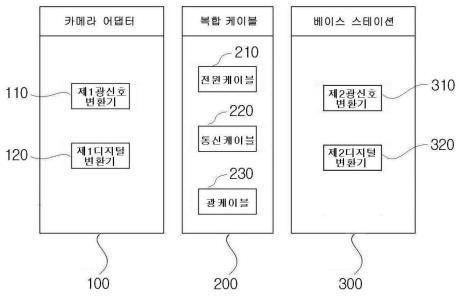 카메라 어댑터
복합 케이블
베이스 스테이션
110
제1광신호
변환기
120
제1디지털
변환기
100
210
전원케이블
220
통신케이블
230
광케이블
200
제2광신호
변환기
310
제2디지털
변환기
320
300